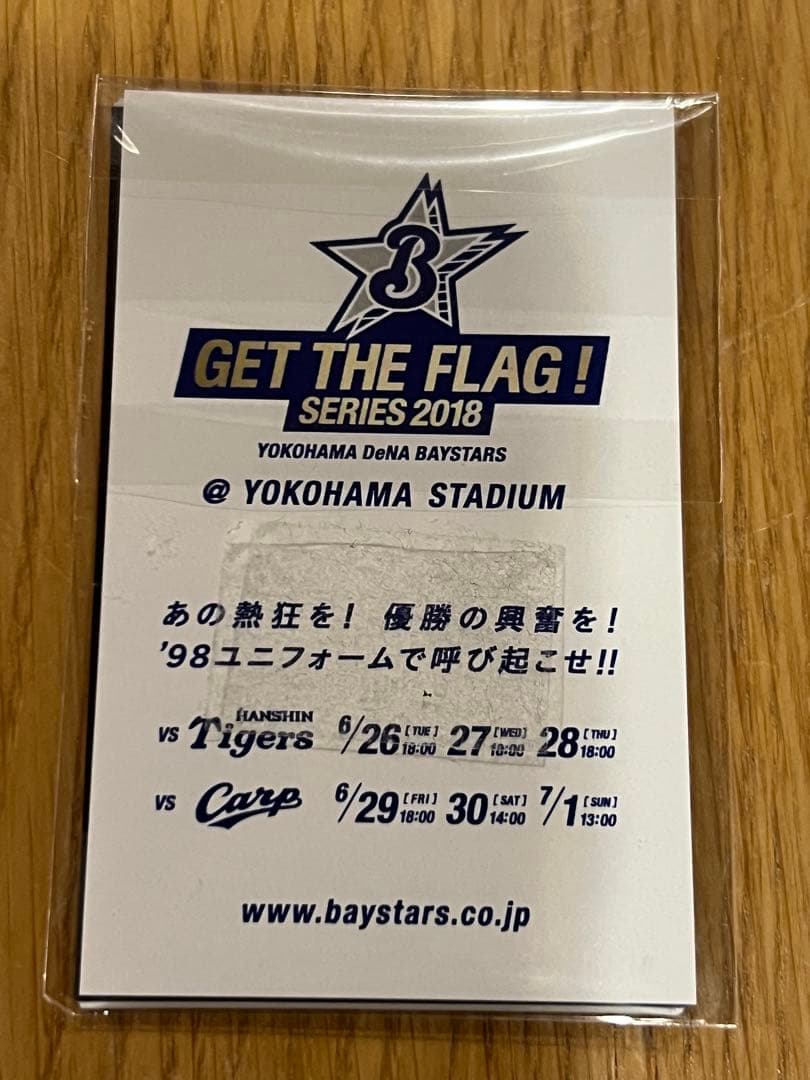 B
GET THE FLAG!
SERIES 2018
YOKOHAMA DeNA BAYSTARS
@ YOKOHAMA STADIUM
あの熱狂を! 優勝の興奮を!
'98ユニフォームで呼び起こせ!!
vs HANSHIN Tigers 6/26[TUE]18:00 27[WED]18:00 28[THU]18:00
vs Carp 6/29[FRI]18:00 30[SAT]14:00 7/1[SUN]13:00
www.baystars.co.jp